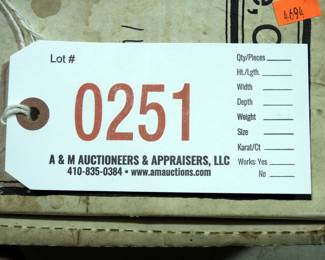 4694
Lot #
0251
A & M AUCTIONEERS & APPRAISERS, LLC
410-835-0384 • www.amauctions.com
Qty/Pieces
Ht./Lgth.
Width
Depth
Weight
Size
Karat/Ct
Works: Yes
No